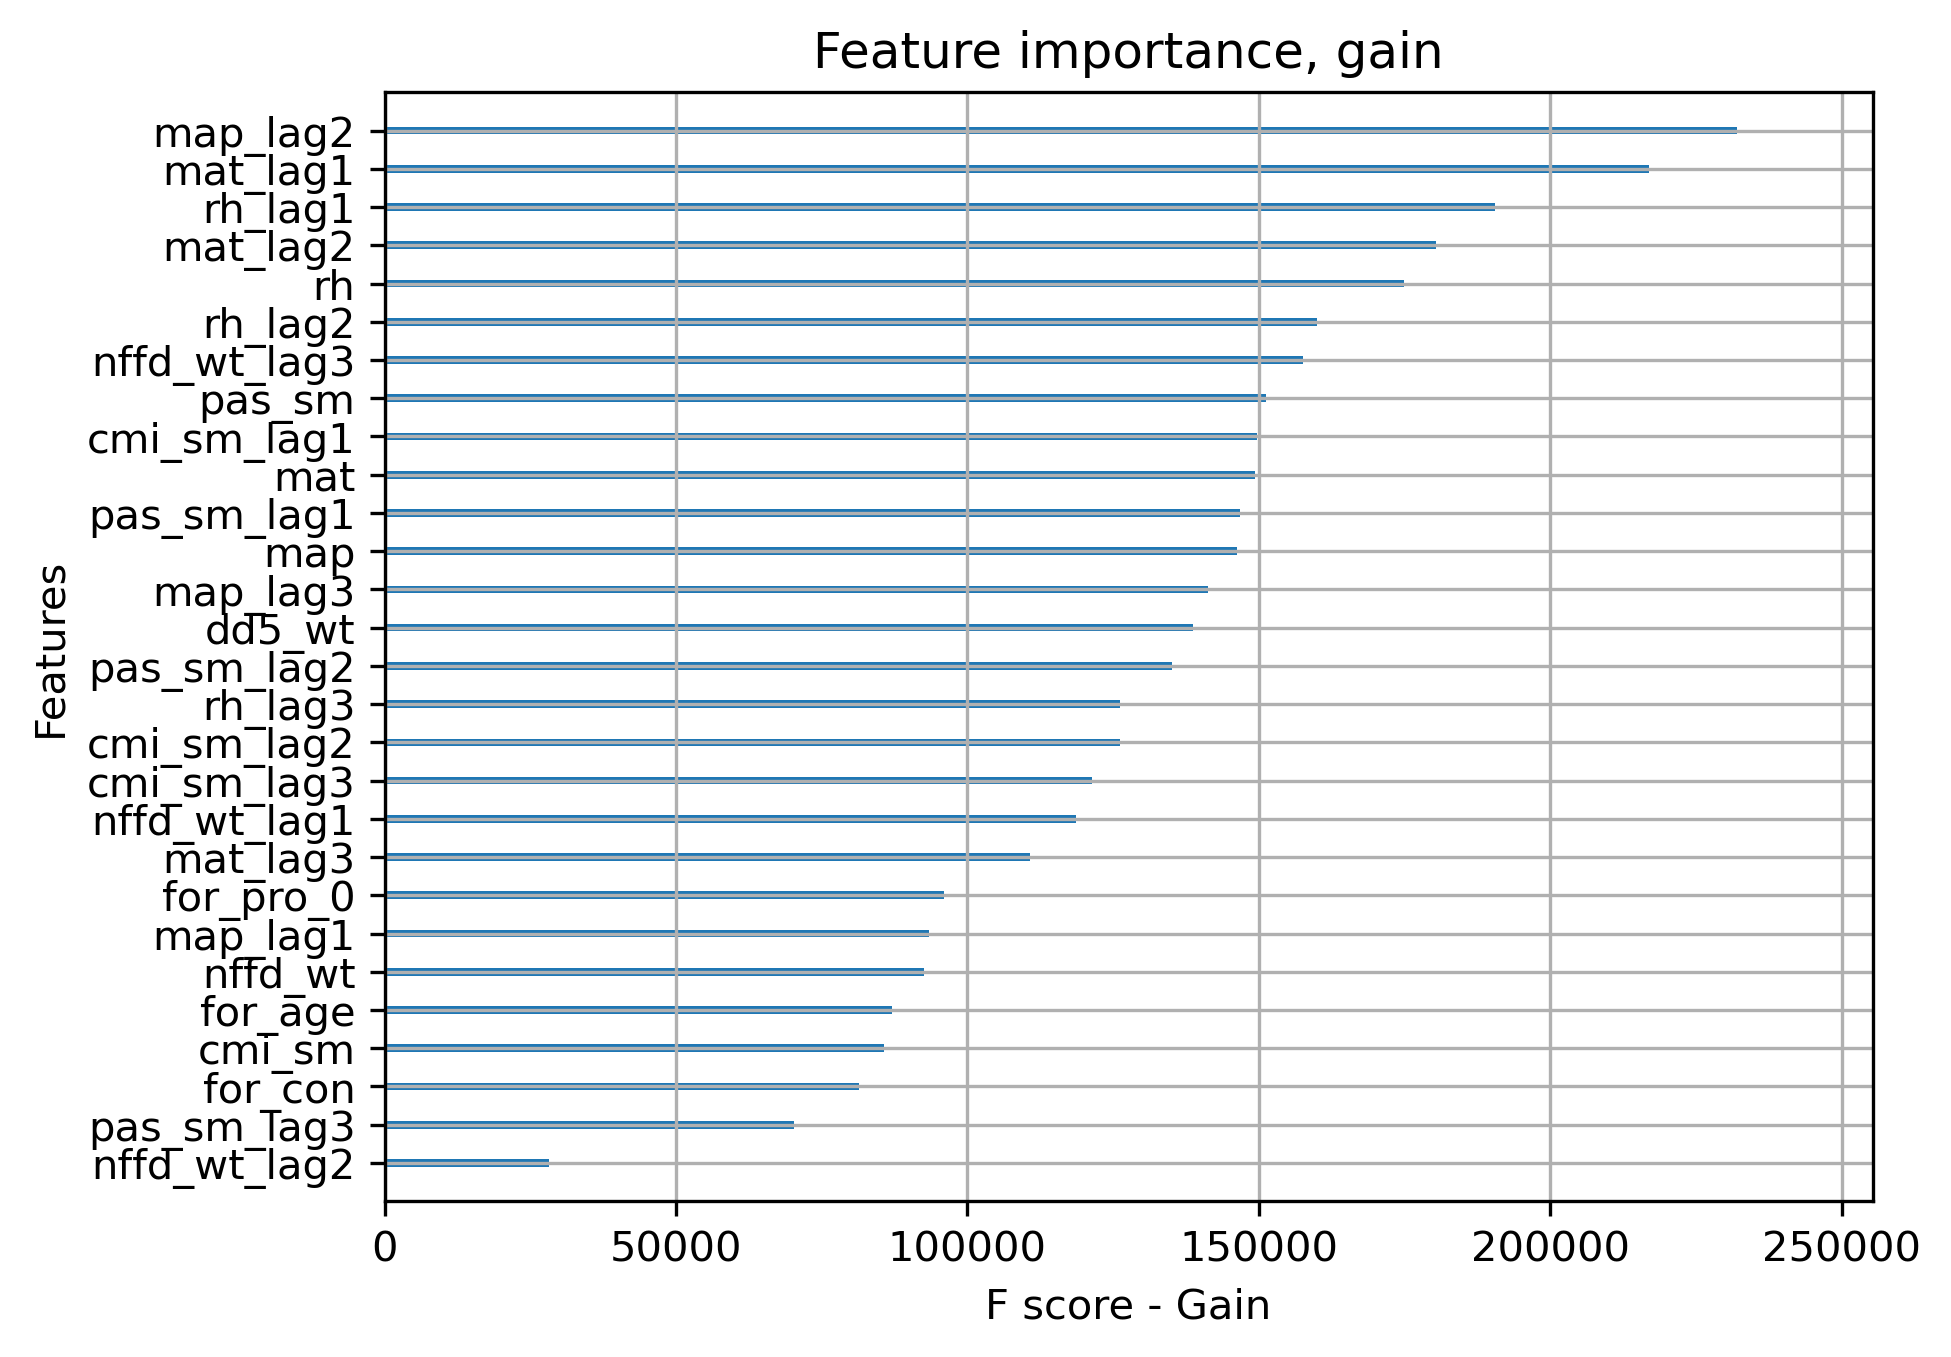 Feature importance, gain
map_lag2
mat_lag1
rh_lag1
mat_lag2
rh
rh_lag2
nffd_wt_lag3
pas_sm
cmi_sm_lag1
mat
pas_sm_lag1
map
map_lag3
dd5_wt
pas_sm_lag2
rh_lag3
cmi_sm_lag2
cmi_sm_lag3
nffd_wt_lag1
mat_lag3
for_pro_0
map_lag1
nffd_wt
for_age
cmi_sm
for_con
pas_sm_lag3
nffd_wt_lag2
Features
0 50000 100000 150000 200000 250000
F score - Gain